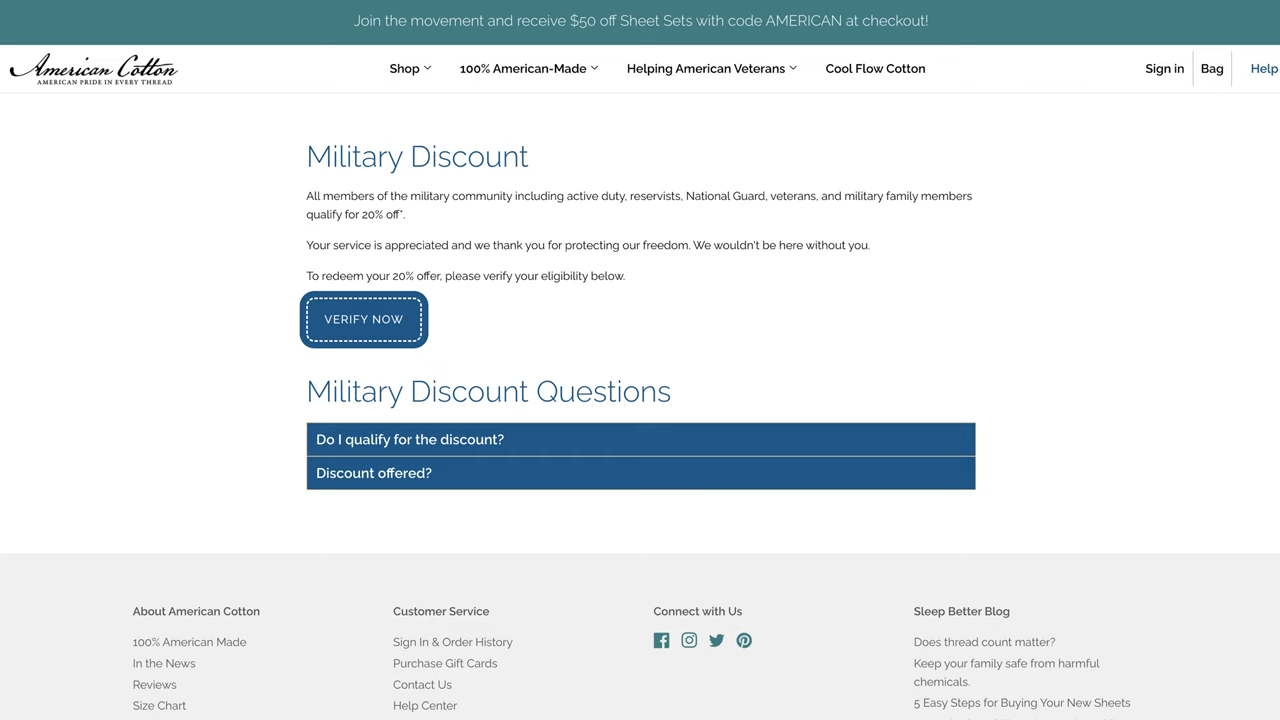 Join the movement and receive $50 off Sheet Sets with code AMERICAN at checkout!
American Cotton
AMERICAN PRIDE IN EVERY THREAD
Shop
100% American-Made
Helping American Veterans
Cool Flow Cotton
Sign in
Bag
Help
Military Discount
All members of the military community including active duty, reservists, National Guard, veterans, and military family members
qualify for 20% off*.
Your service is appreciated and we thank you for protecting our freedom. We wouldn't be here without you.
To redeem your 20% offer, please verify your eligibility below.
VERIFY NOW
Military Discount Questions
Do I qualify for the discount?
Discount offered?
About American Cotton
100% American Made
In the News
Reviews
Size Chart
Customer Service
Sign In & Order History
Purchase Gift Cards
Contact Us
Help Center
Connect with Us
Sleep Better Blog
Does thread count matter?
Keep your family safe from harmful
chemicals.
5 Easy Steps for Buying Your New Sheets